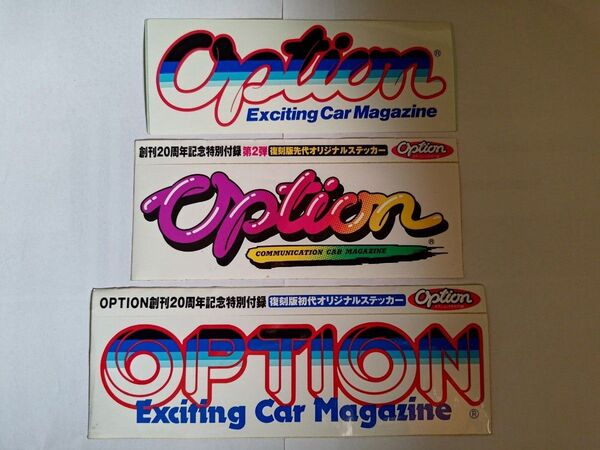 Option®
Exciting Car Magazine
創刊20周年記念特別付録 第2弾 復刻版先代オリジナルステッカー Option
Option®
COMMUNICATION CAR MAGAZINE
OPTION創刊20周年記念特別付録 復刻版初代オリジナルステッカー Option
OPTION
Exciting Car Magazine ®